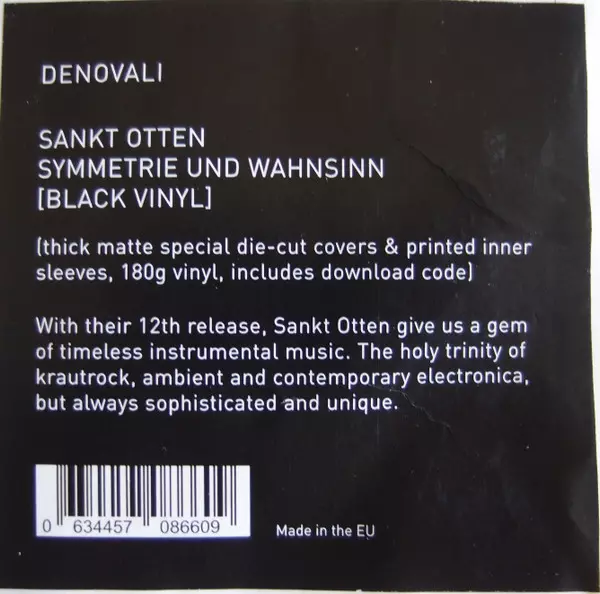 DENOVALI
SANKT OTTEN
SYMMETRIE UND WAHNSINN
[BLACK VINYL]
(thick matte special die-cut covers & printed inner
sleeves, 180g vinyl, includes download code)
With their 12th release, Sankt Otten give us a gem
of timeless instrumental music. The holy trinity of
krautrock, ambient and contemporary electronica,
but always sophisticated and unique.
0 634457 086609
Made in the EU